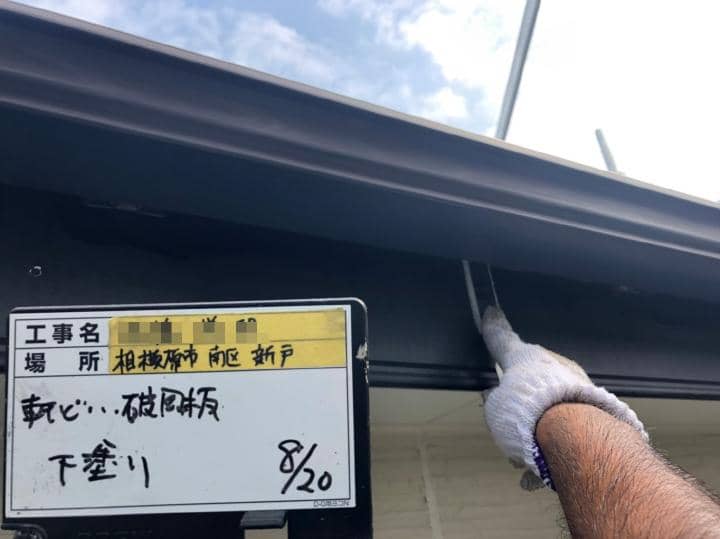 工事名
場所 相模原市 南区 新戸
軒どい、破風板
下塗り
8/20